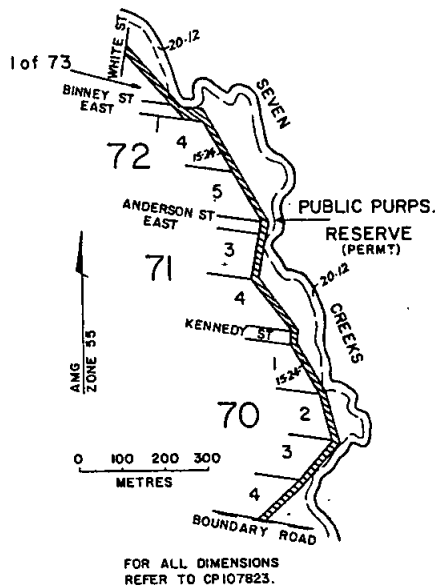 WHITE ST
20·12
1 of 73
SEVEN
BINNEY ST
EAST
1
4
72
15·24
5
ANDERSON ST
EAST
PUBLIC PURPS.
RESERVE
(PERMT)
3
71
20·12
4
CREEKS
KENNEDY ST
AMG
ZONE 55
1
15·24
70
2
3
0 100 200 300
METRES
4
BOUNDARY ROAD
FOR ALL DIMENSIONS
REFER TO CP107823.